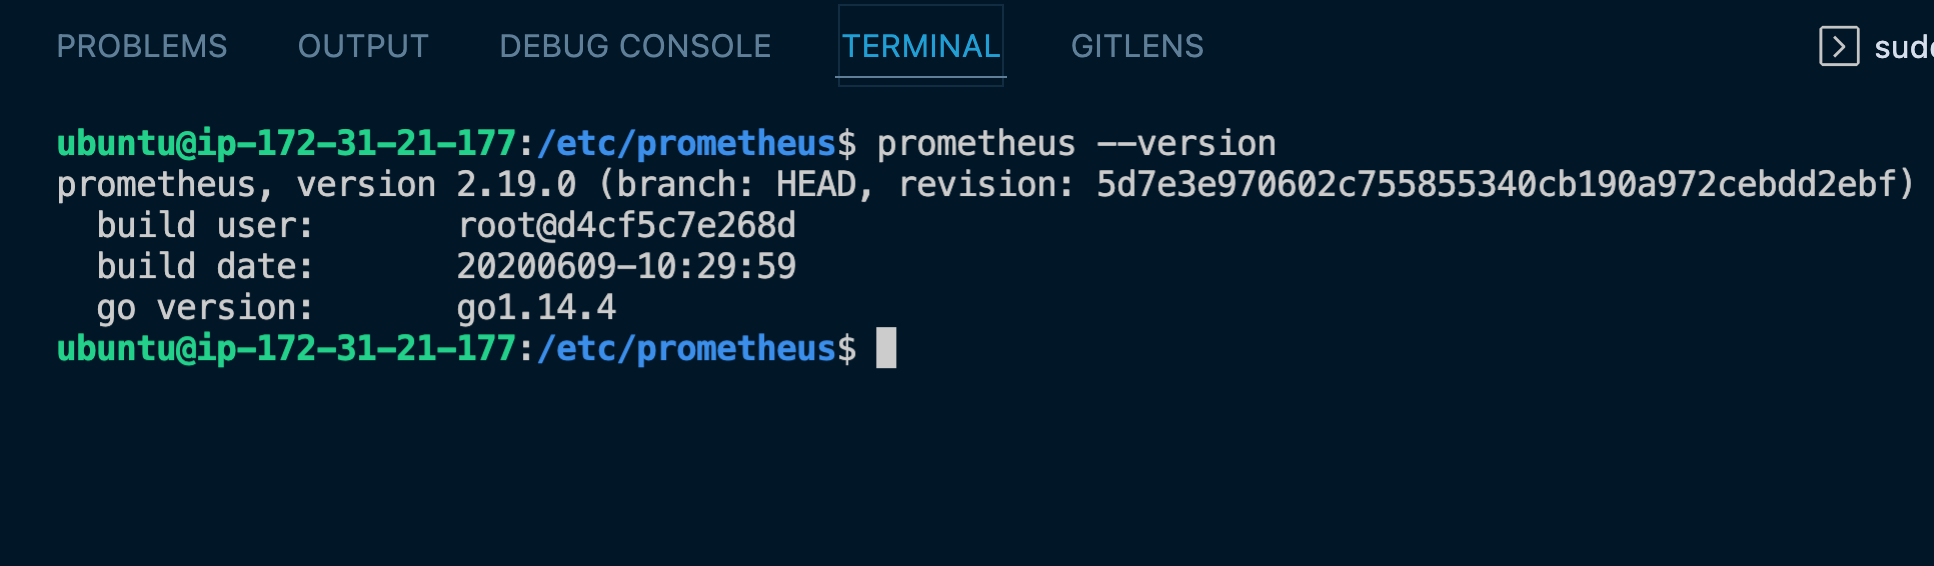 PROBLEMS OUTPUT DEBUG CONSOLE TERMINAL GITLENS
ubuntu@ip-172-31-21-177:/etc/prometheus$ prometheus --version
prometheus, version 2.19.0 (branch: HEAD, revision: 5d7e3e970602c755855340cb190a972cebdd2ebf)
build user: root@d4cf5c7e268d
build date: 20200609-10:29:59
go version: go1.14.4
ubuntu@ip-172-31-21-177:/etc/prometheus$